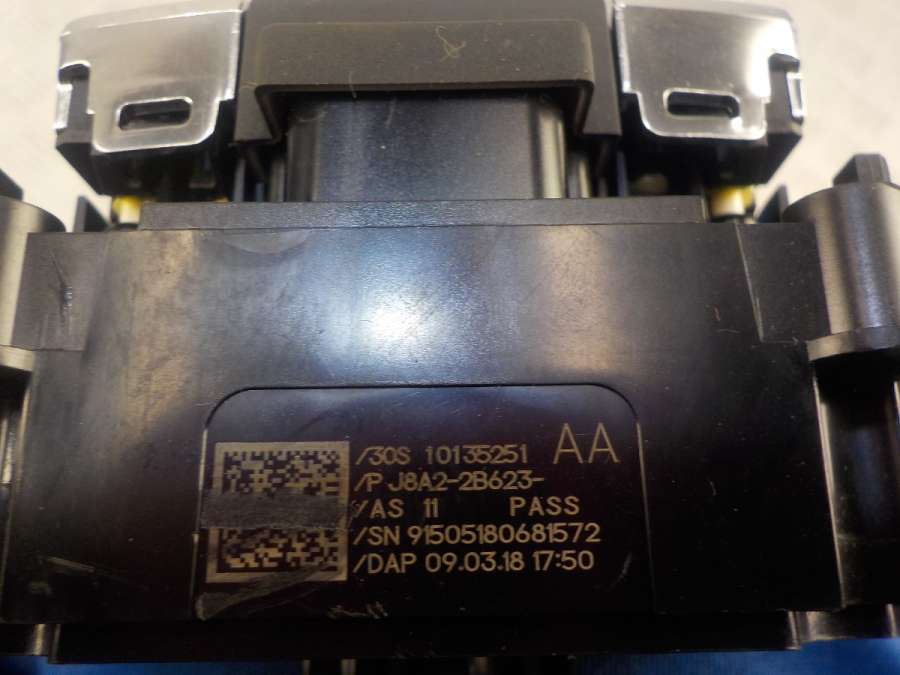 /30S 10135251 AA
/P J8A2-2B623-
/AS 11 PASS
/SN 91505180681572
/DAP 09.03.18 17:50